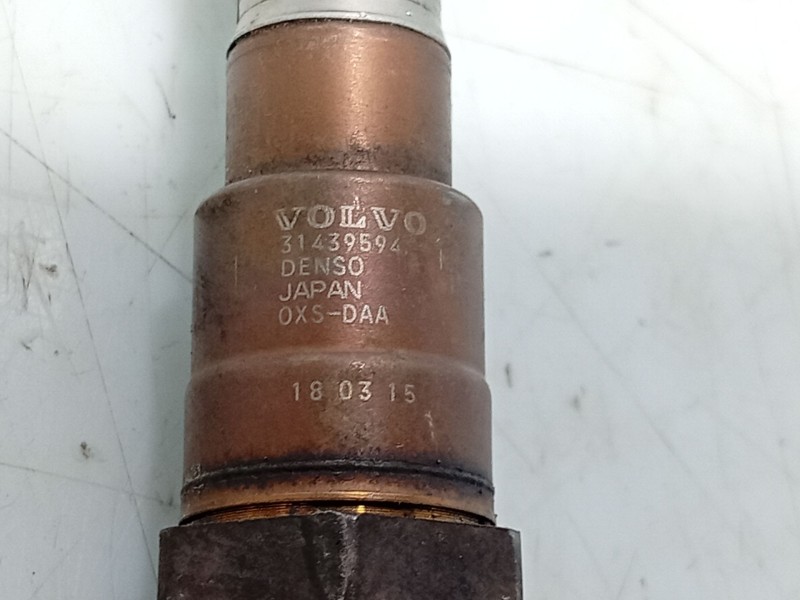 VOLVO
31439594
DENSO
JAPAN
OXS-DAA
18 03 15